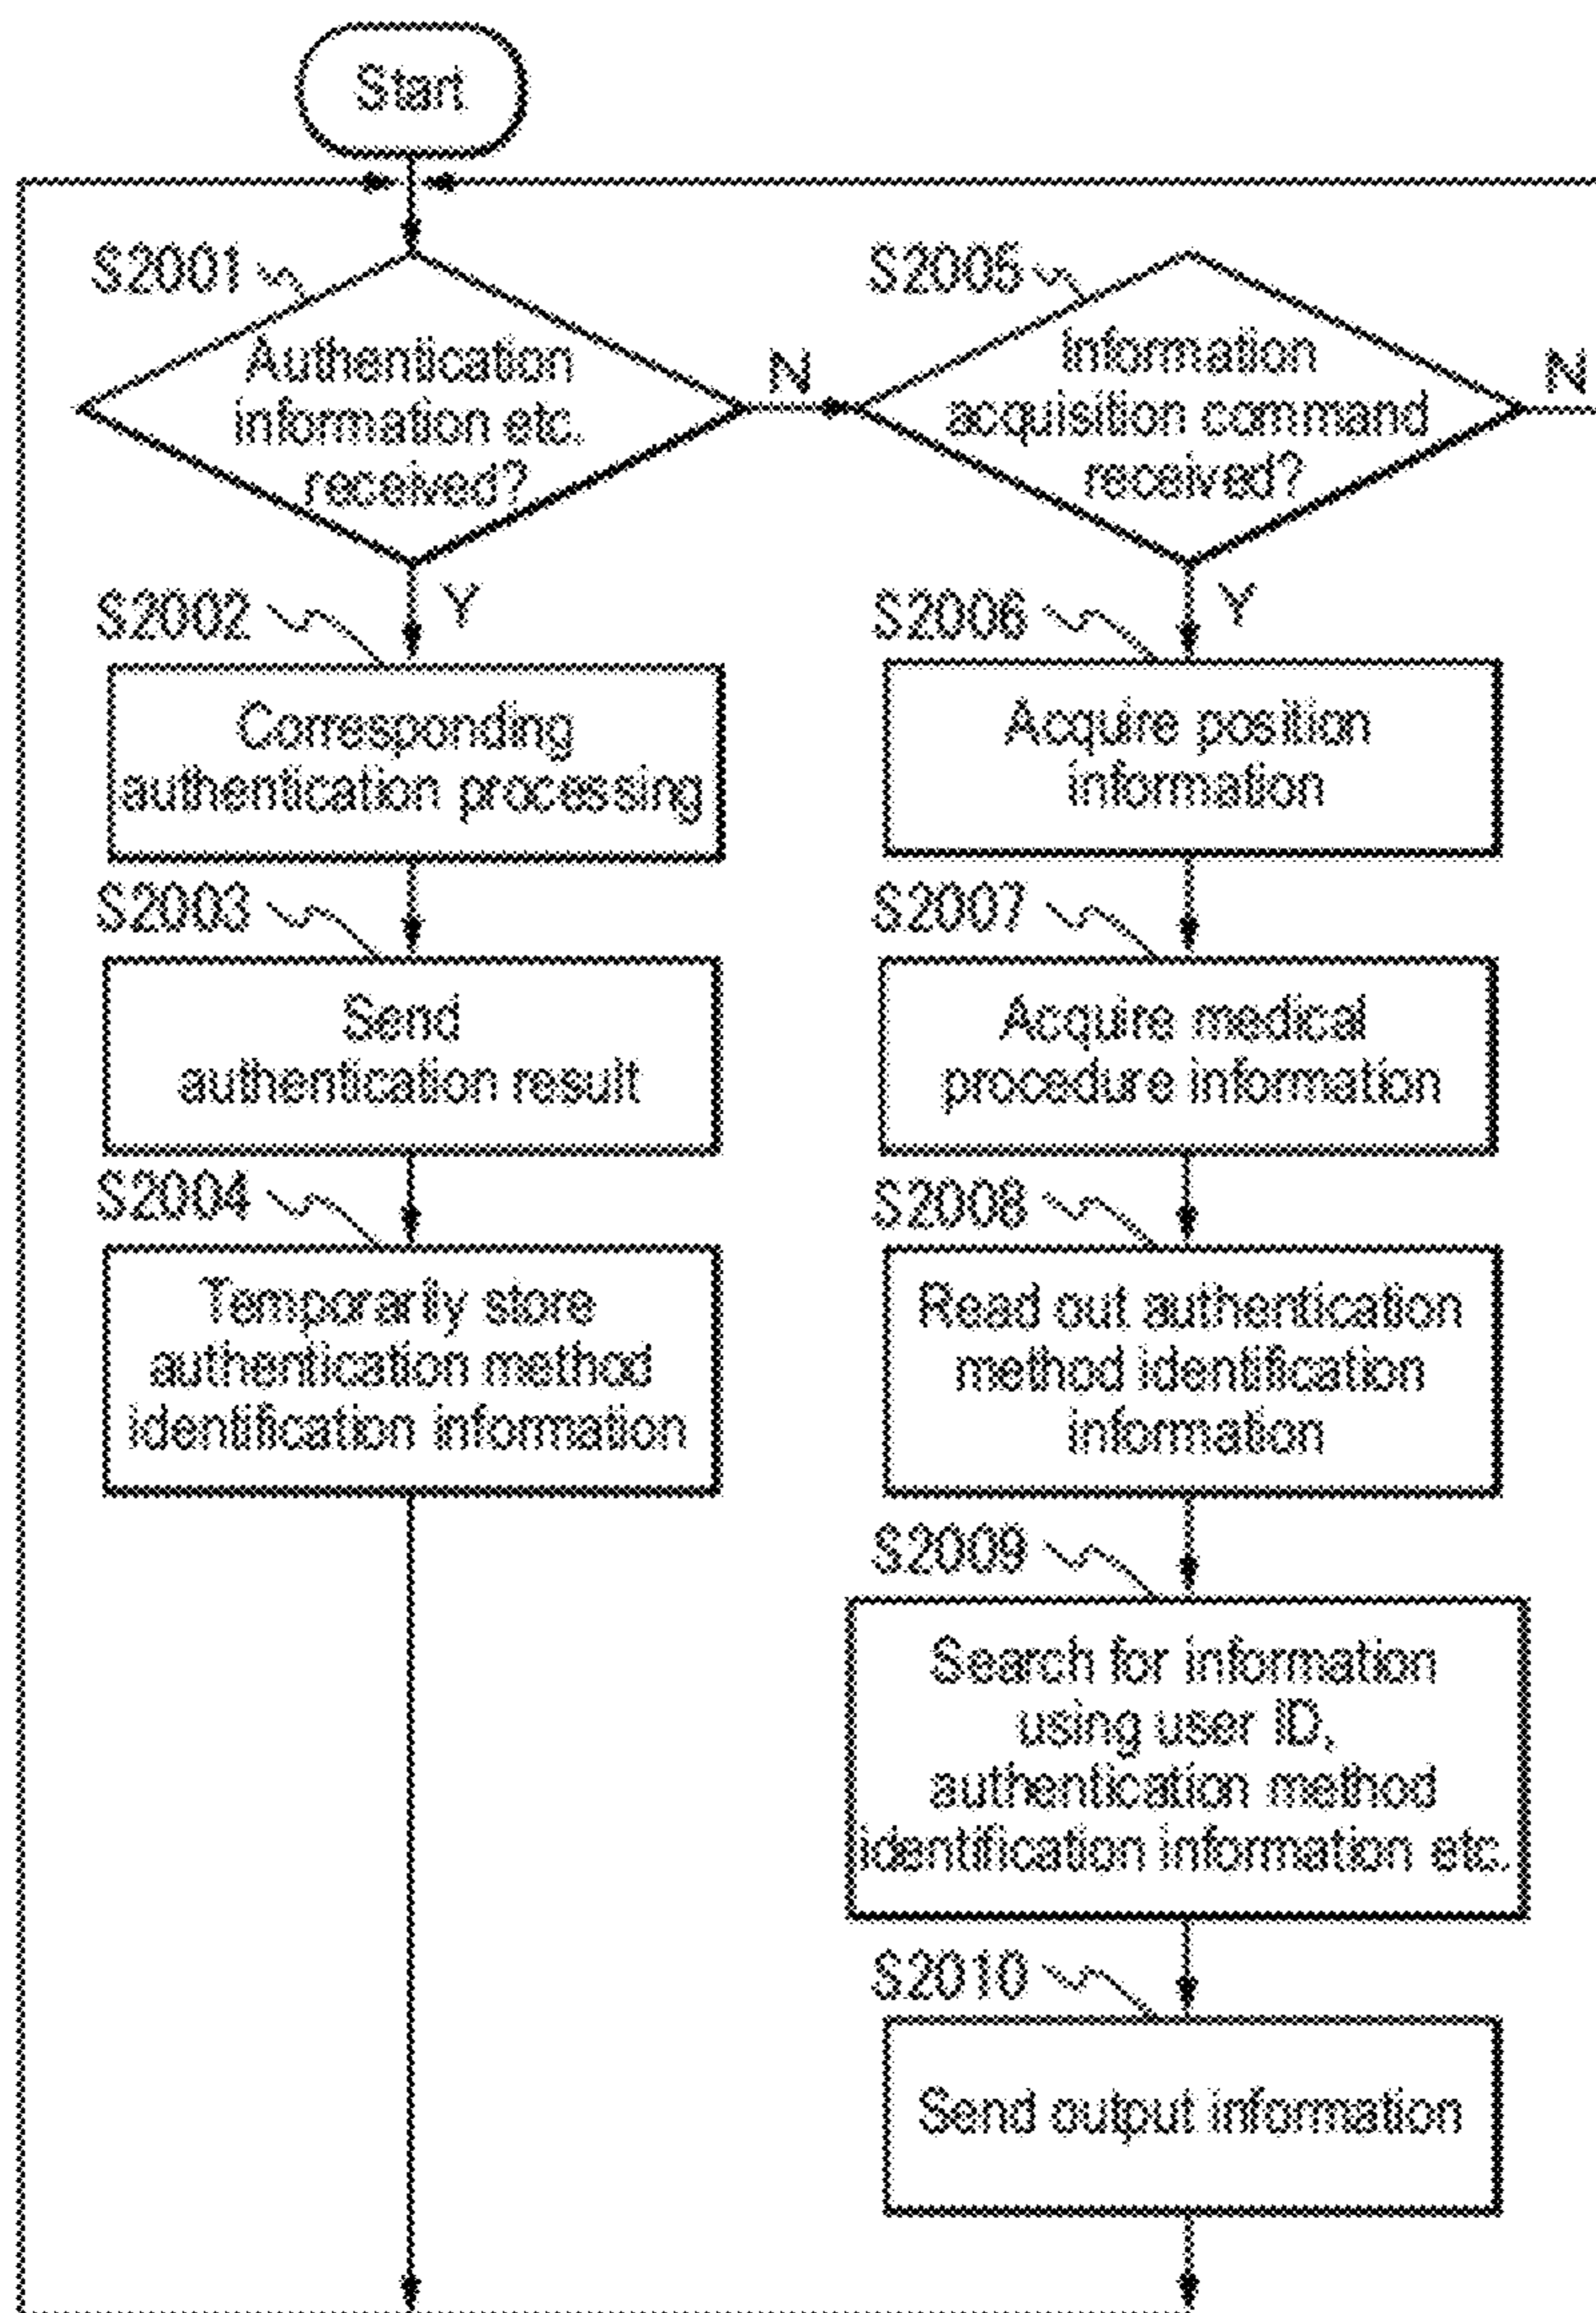 Start
S2001
Authentication
information etc.
received?
N
S2002
Y
Corresponding
authentication processing
S2003
Send
authentication result
S2004
Temporarily store
authentication method
identification information
S2005
Information
acquisition command
received?
N
S2006
Y
Acquire position
information
S2007
Acquire medical
procedure information
S2008
Read out authentication
method identification
information
S2009
Search for information
using user ID,
authentication method
identification information etc.
S2010
Send output information